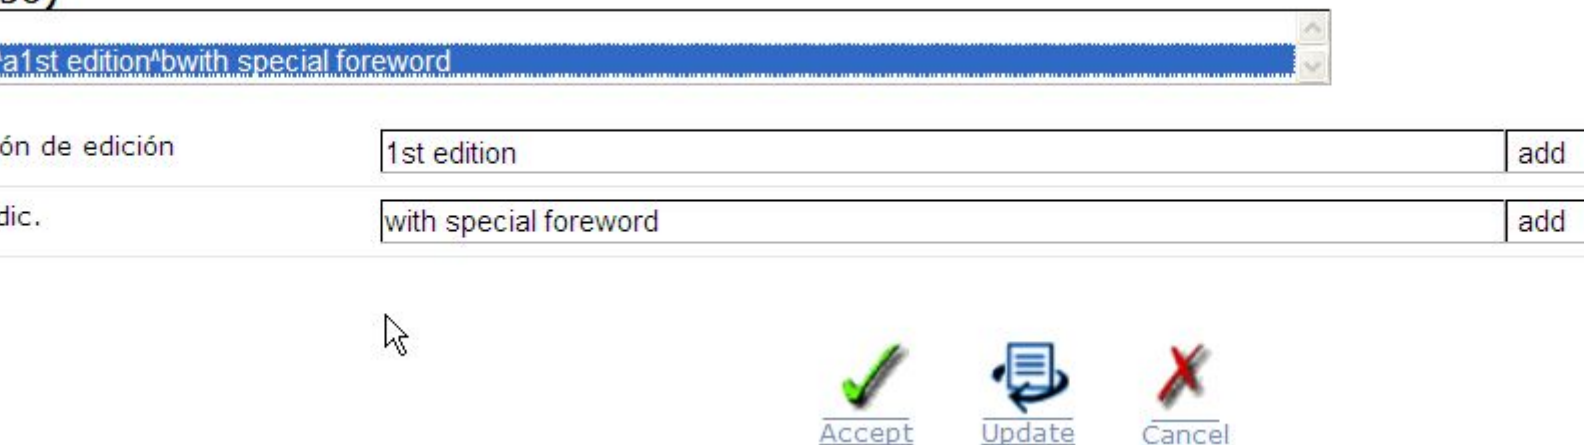 ^a1st edition^bwith special foreword
ón de edición 1st edition add
dic. with special foreword add
Accept Update Cancel